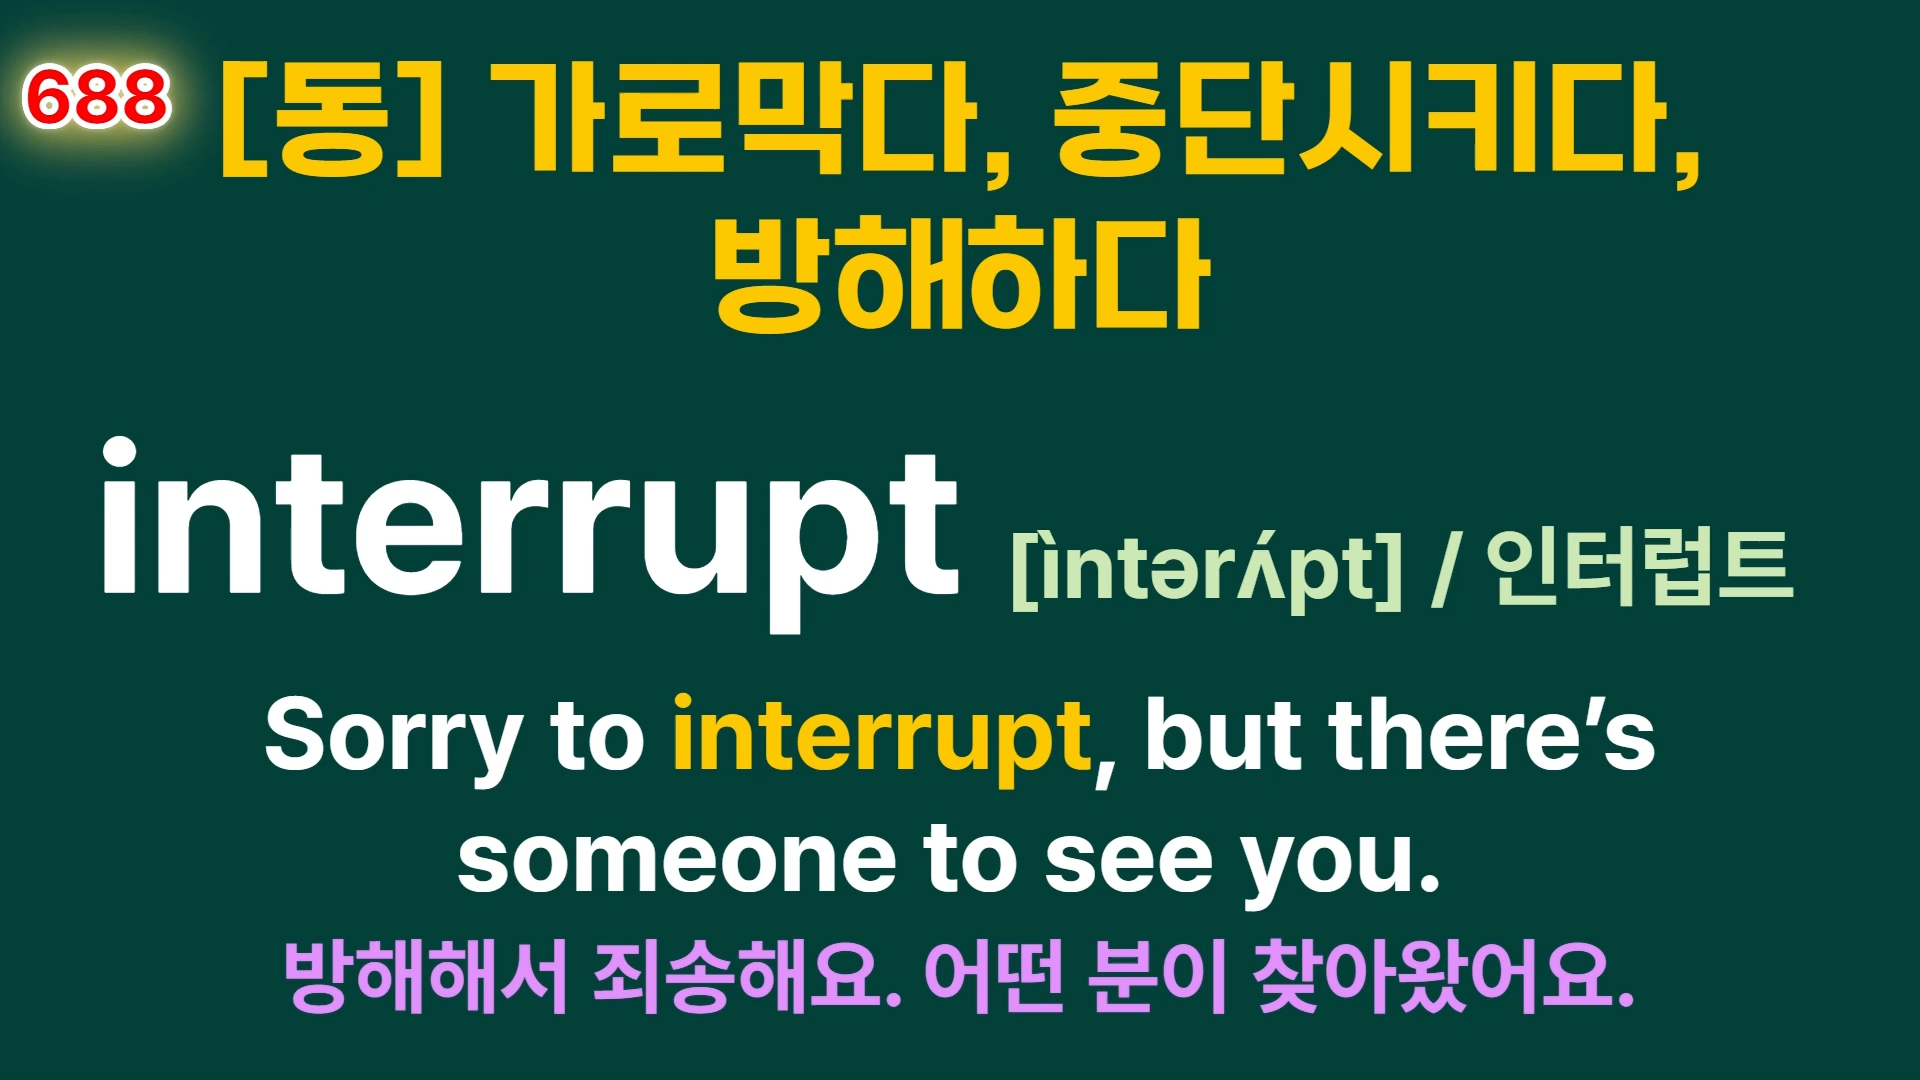 688 [동] 가로막다, 중단시키다,
방해하다
interrupt [ìntərʌ́pt] / 인터럽트
Sorry to interrupt, but there’s
someone to see you.
방해해서 죄송해요. 어떤 분이 찾아왔어요.